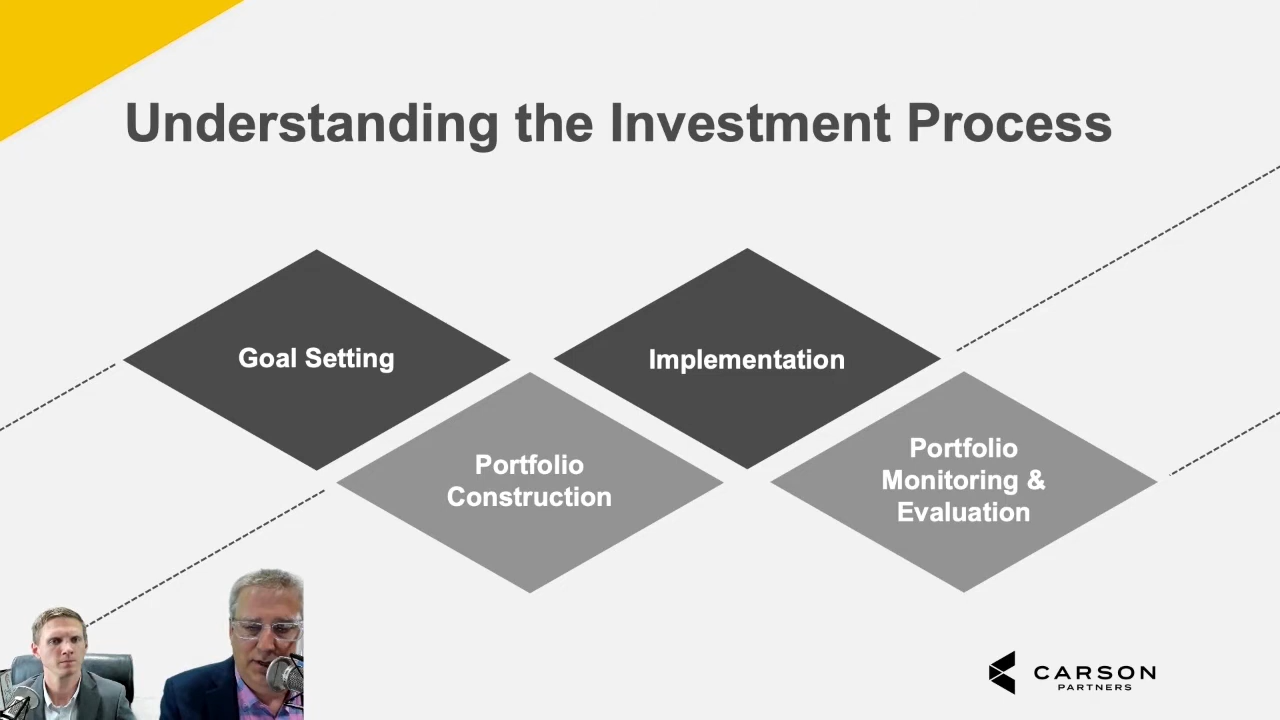 Understanding the Investment Process
Goal Setting
Implementation
Portfolio
Construction
Portfolio
Monitoring &
Evaluation
CARSON
PARTNERS